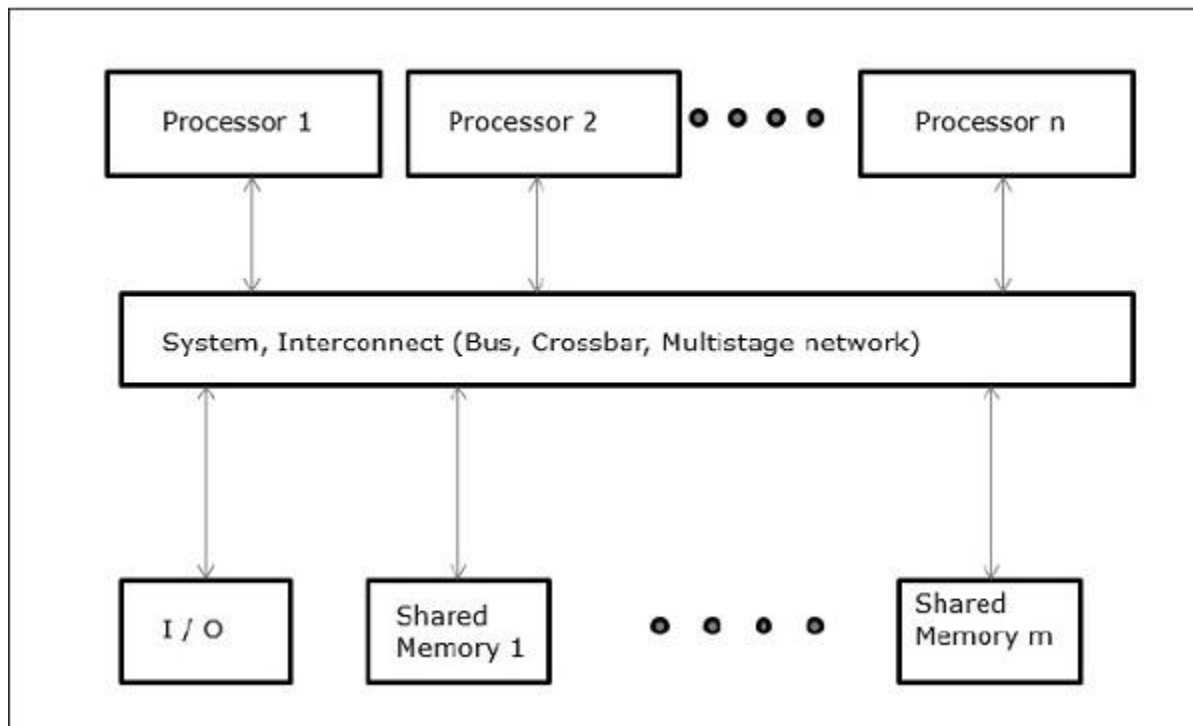 Processor 1
Processor 2
Processor n
System, Interconnect (Bus, Crossbar, Multistage network)
I / O
Shared
Memory 1
Shared
Memory m